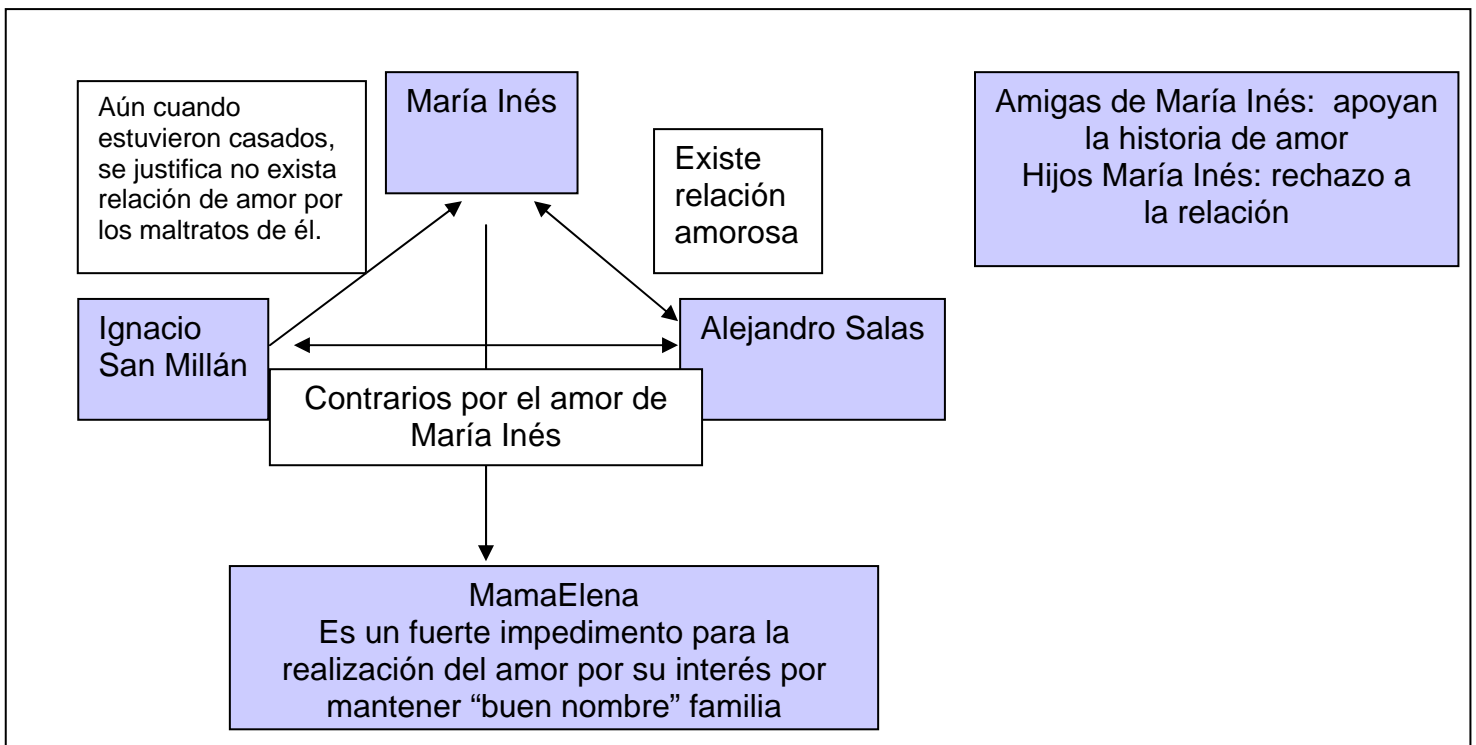 Aún cuando
estuvieron casados,
se justifica no exista
relación de amor por
los maltratos de él.
María Inés
Existe
relación
amorosa
Amigas de María Inés:  apoyan
la historia de amor
Hijos María Inés: rechazo a
la relación
Ignacio
San Millán
Alejandro Salas
Contrarios por el amor de
María Inés
MamaElena
Es un fuerte impedimento para la
realización del amor por su interés por
mantener “buen nombre” familia